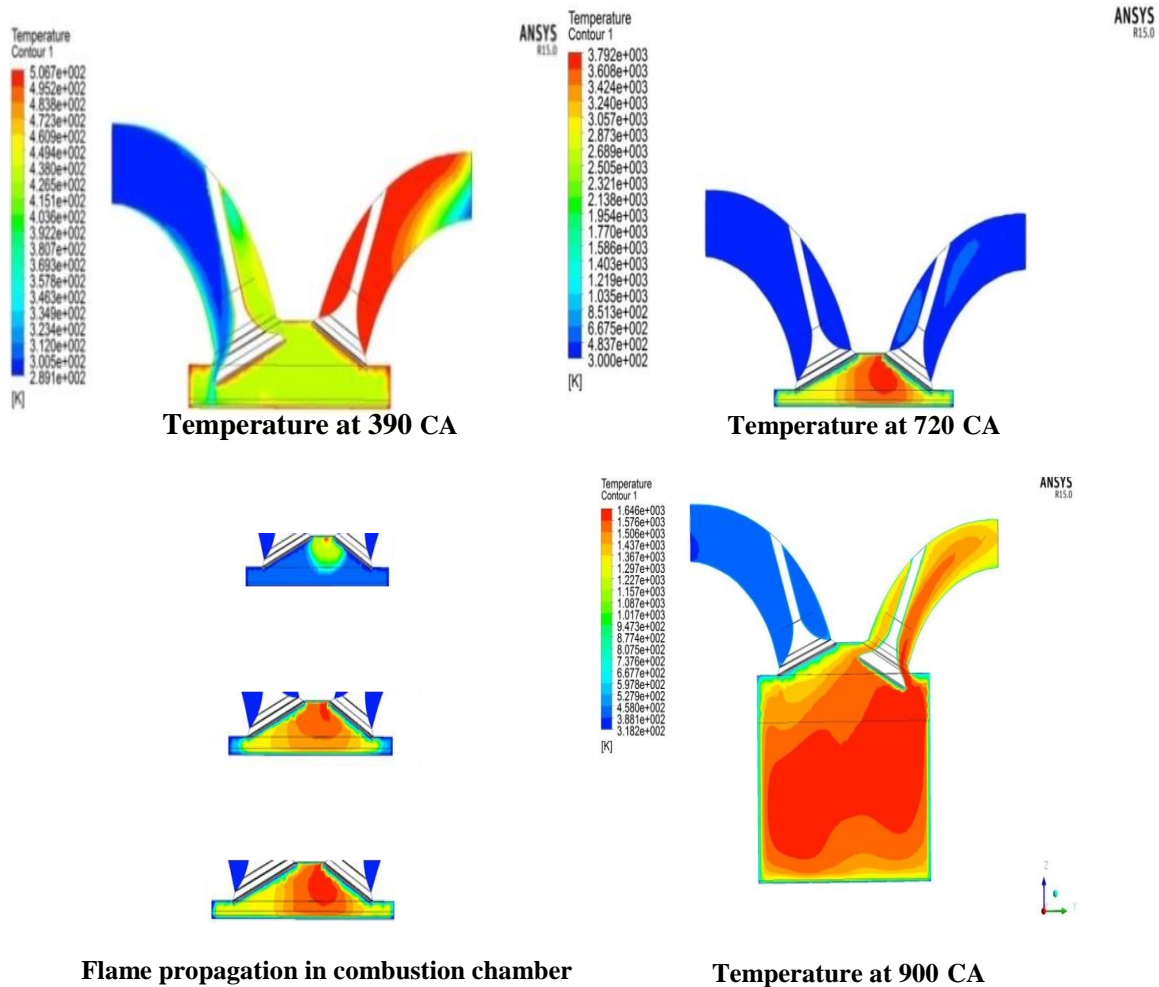 Temperature
Contour 1
5.067e+002
4.952e+002
4.838e+002
4.723e+002
4.609e+002
4.494e+002
4.380e+002
4.265e+002
4.151e+002
4.036e+002
3.922e+002
3.807e+002
3.693e+002
3.578e+002
3.463e+002
3.349e+002
3.234e+002
3.120e+002
3.005e+002
2.891e+002
[K]
ANSYS
R15.0
Temperature at 390 CA
Temperature
Contour 1
3.792e+003
3.608e+003
3.424e+003
3.240e+003
3.057e+003
2.873e+003
2.689e+003
2.505e+003
2.321e+003
2.138e+003
1.954e+003
1.770e+003
1.586e+003
1.403e+003
1.219e+003
1.035e+003
8.513e+002
6.675e+002
4.837e+002
3.000e+002
[K]
ANSYS
R15.0
Temperature at 720 CA
Flame propagation in combustion chamber
Temperature
Contour 1
1.646e+003
1.576e+003
1.506e+003
1.437e+003
1.367e+003
1.297e+003
1.227e+003
1.157e+003
1.087e+003
1.017e+003
9.473e+002
8.774e+002
8.075e+002
7.376e+002
6.677e+002
5.978e+002
5.279e+002
4.580e+002
3.881e+002
3.182e+002
[K]
ANSYS
R15.0
Z
Y
Temperature at 900 CA